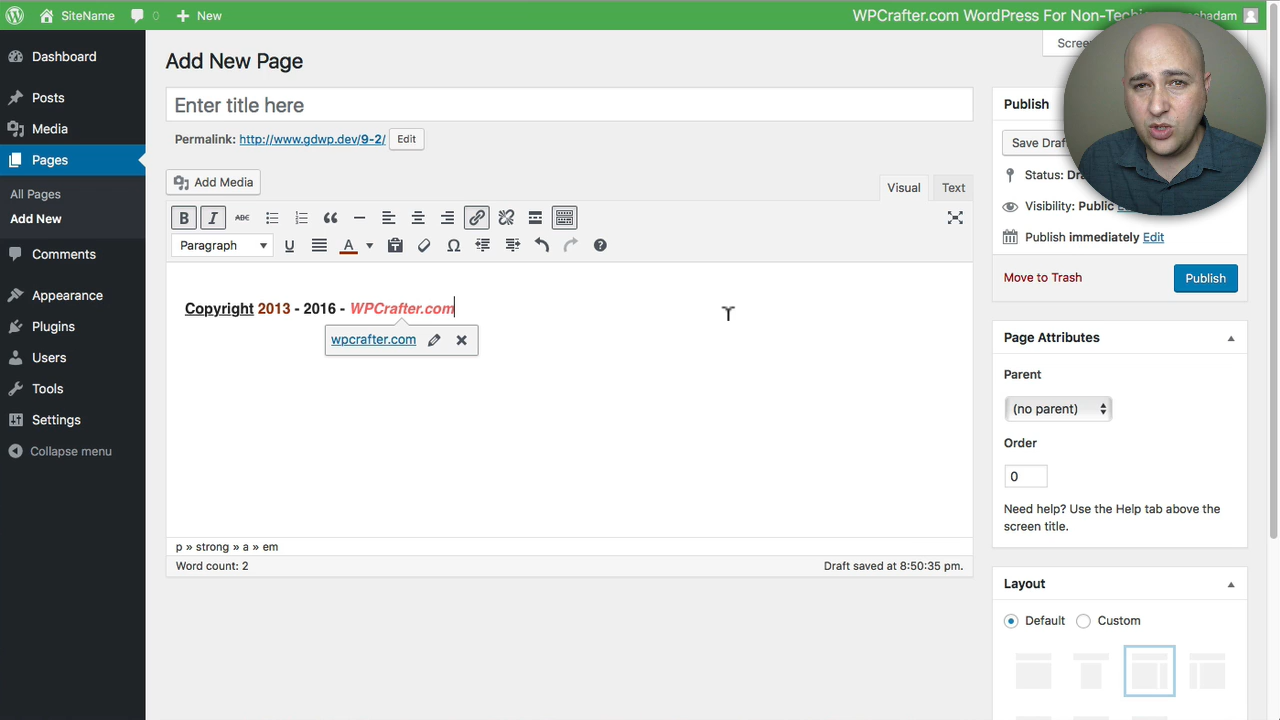 SiteName 0 New WPCrafter.com WordPress For Non-Techi
Dashboard
Posts
Media
Pages
All Pages
Add New
Comments
Appearance
Plugins
Users
Tools
Settings
Collapse menu
Add New Page
Enter title here
Permalink: http://www.gdwp.dev/9-2/ Edit
Add Media
Visual Text
B I ABC
Paragraph U A
Copyright 2013 - 2016 - WPCrafter.com
wpcrafter.com
p » strong » a » em
Word count: 2 Draft saved at 8:50:35 pm.
Publish
Status:
Visibility: Public
Publish immediately Edit
Move to Trash Publish
Page Attributes
Parent
(no parent)
Order
0
Need help? Use the Help tab above the
screen title.
Layout
Default Custom